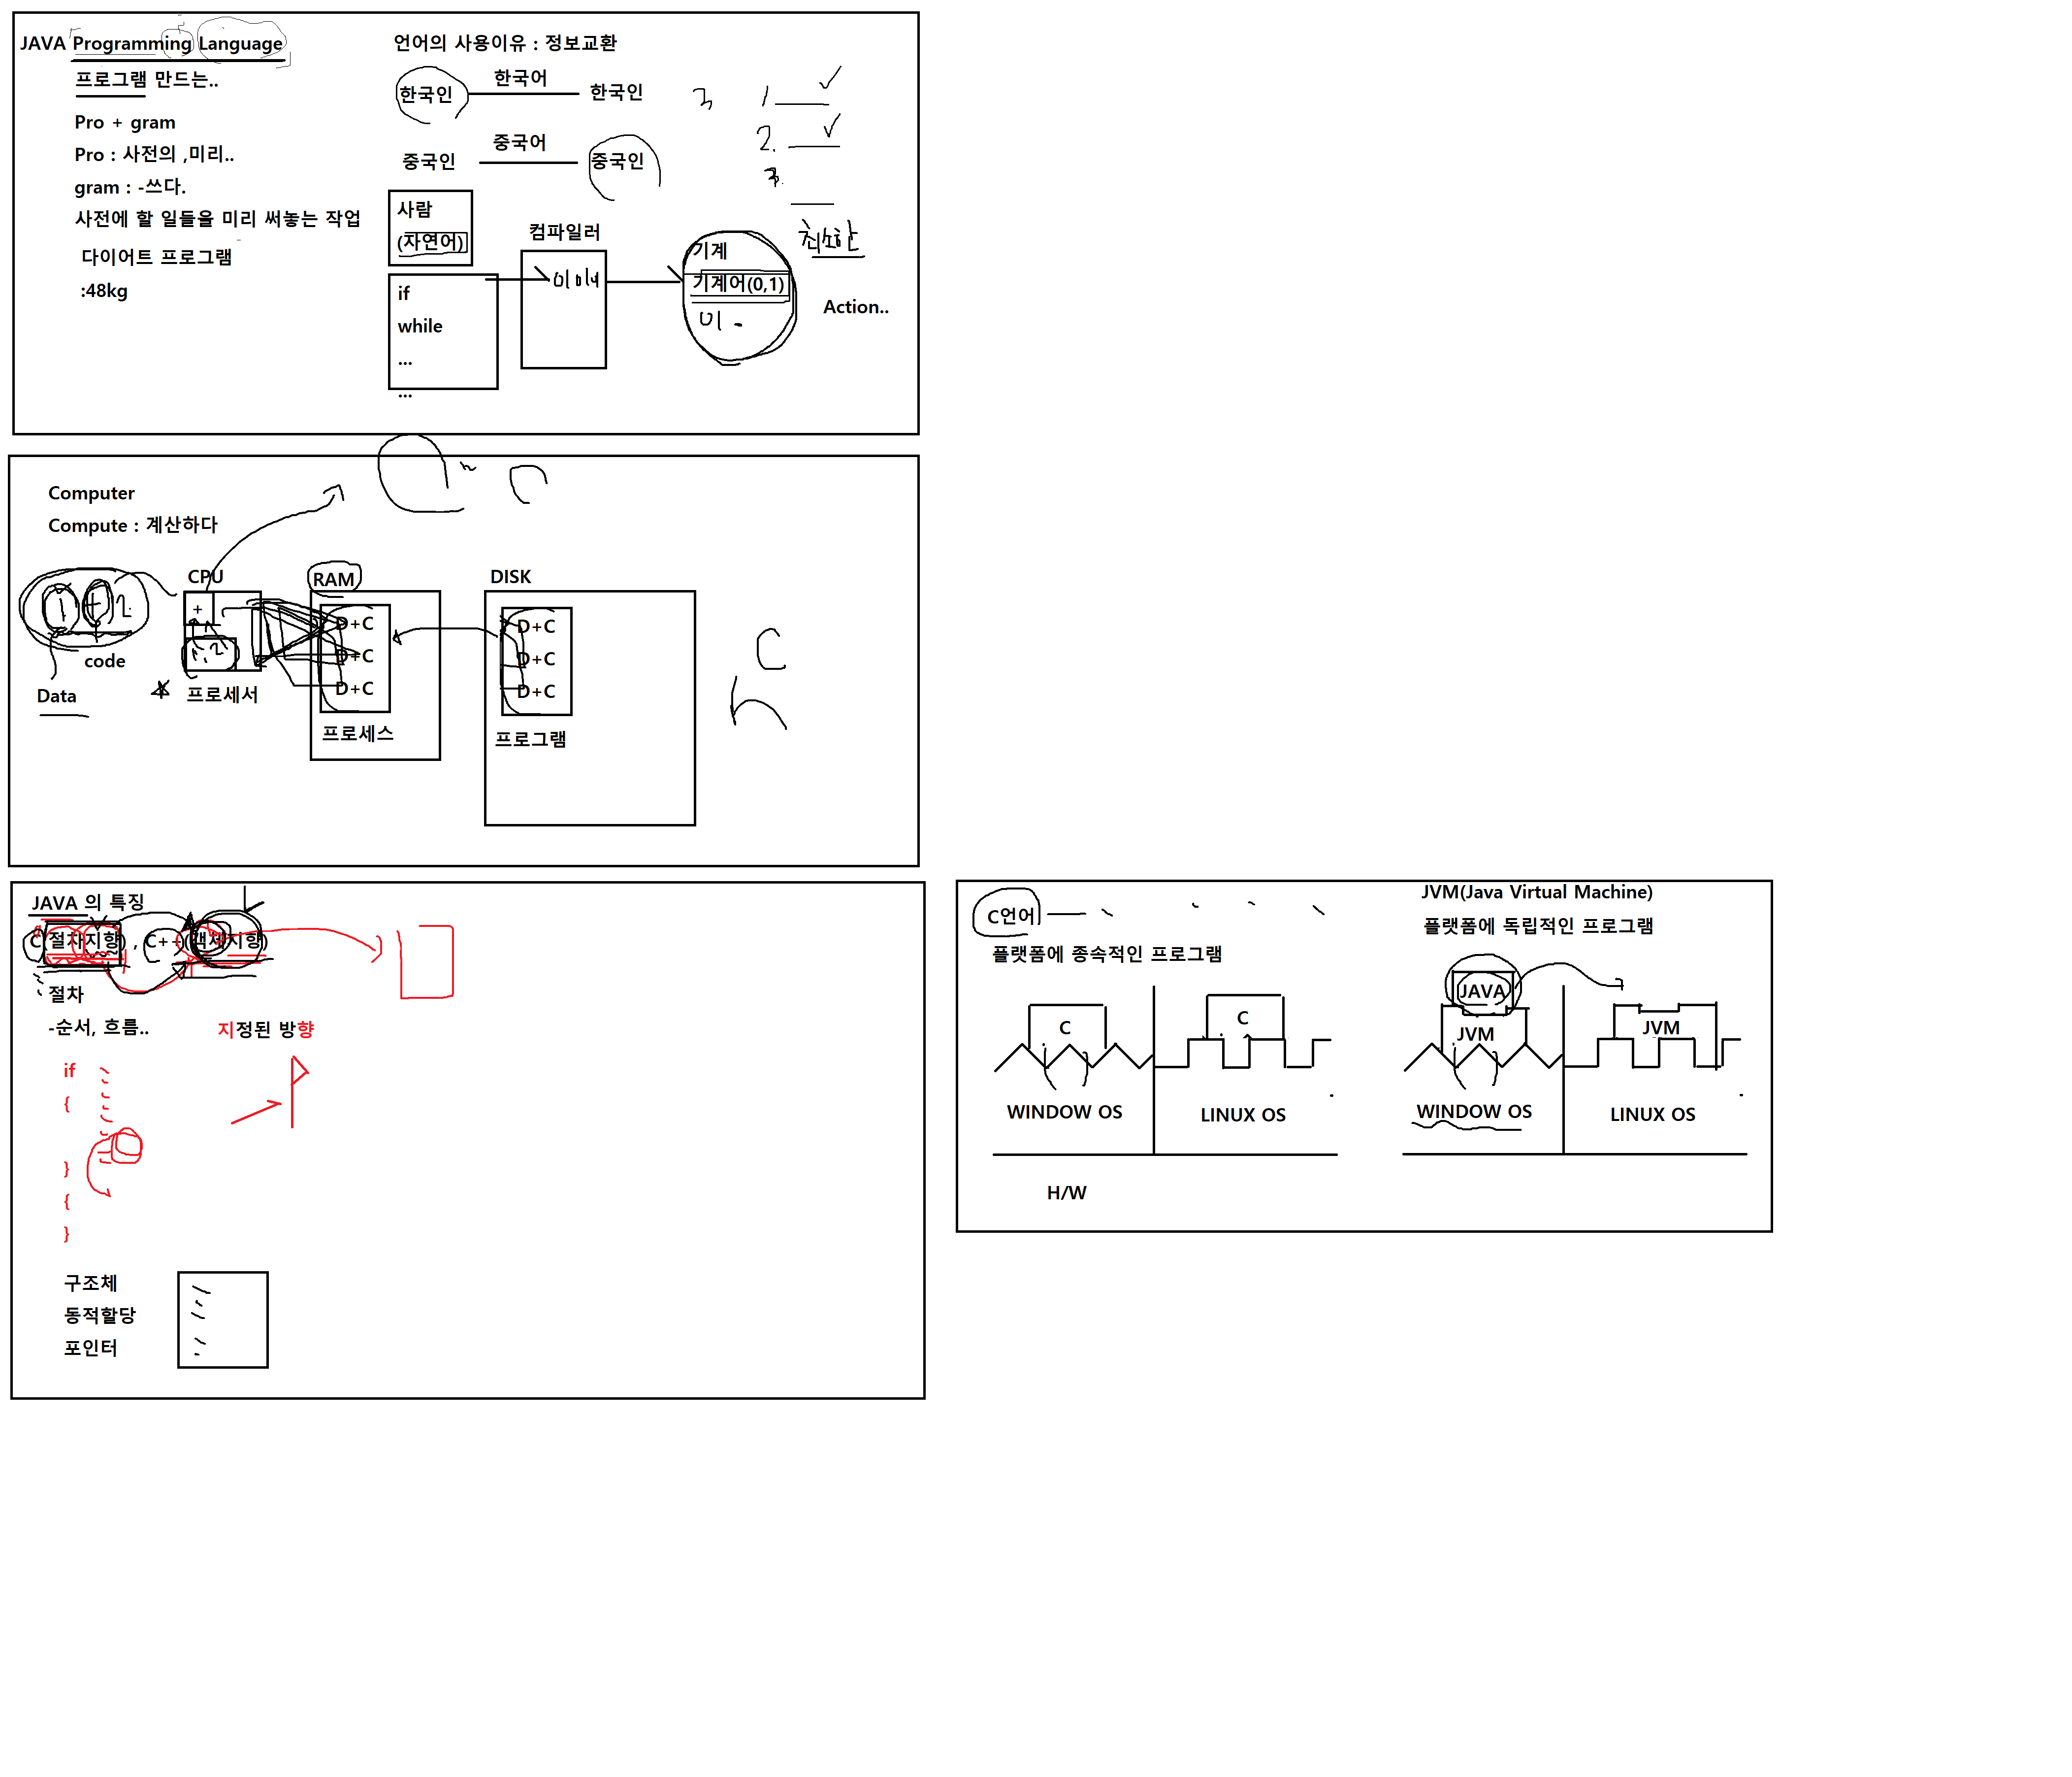 JAVA Programming Language
프로그램 만드는..
Pro + gram
Pro : 사전의 ,미리..
gram : -쓰다.
사전에 할 일들을 미리 써놓는 작업
다이어트 프로그램
:48kg
언어의 사용이유 : 정보교환
한국인 한국어 한국인
중국인 중국어 중국인
사람
(자연어)
if
while
...
...
컴파일러
기계
기계어(0,1)
3
1
2.
3.
최소한
Action..
Computer
Compute : 계산하다
1+2
code
Data
CPU
+
1, 2
프로세서
RAM
D+C
D+C
D+C
프로세스
DISK
D+C
D+C
D+C
프로그램
JAVA 의 특징
C(절차지향) , C++(객체지향)
절차
-순서, 흐름..
지정된 방향
if
{
}
{
}
구조체
동적할당
포인터
C언어
플랫폼에 종속적인 프로그램
C
C
WINDOW OS
LINUX OS
H/W
JVM(Java Virtual Machine)
플랫폼에 독립적인 프로그램
JAVA
JVM
JVM
WINDOW OS
LINUX OS